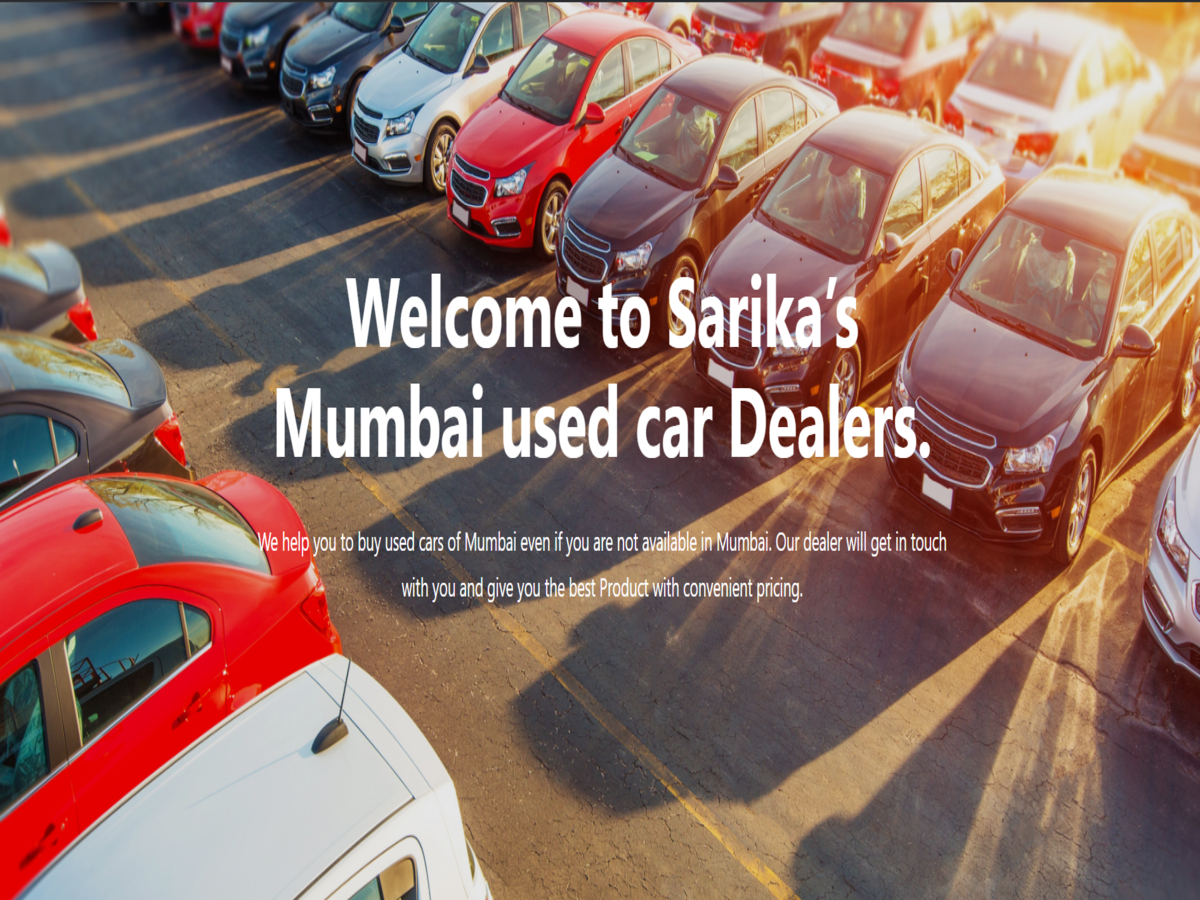 Welcome to Sarika’s
Mumbai used car Dealers.
We help you to buy used cars of Mumbai even if you are not available in Mumbai. Our dealer will get in touch
with you and give you the best Product with convenient pricing.